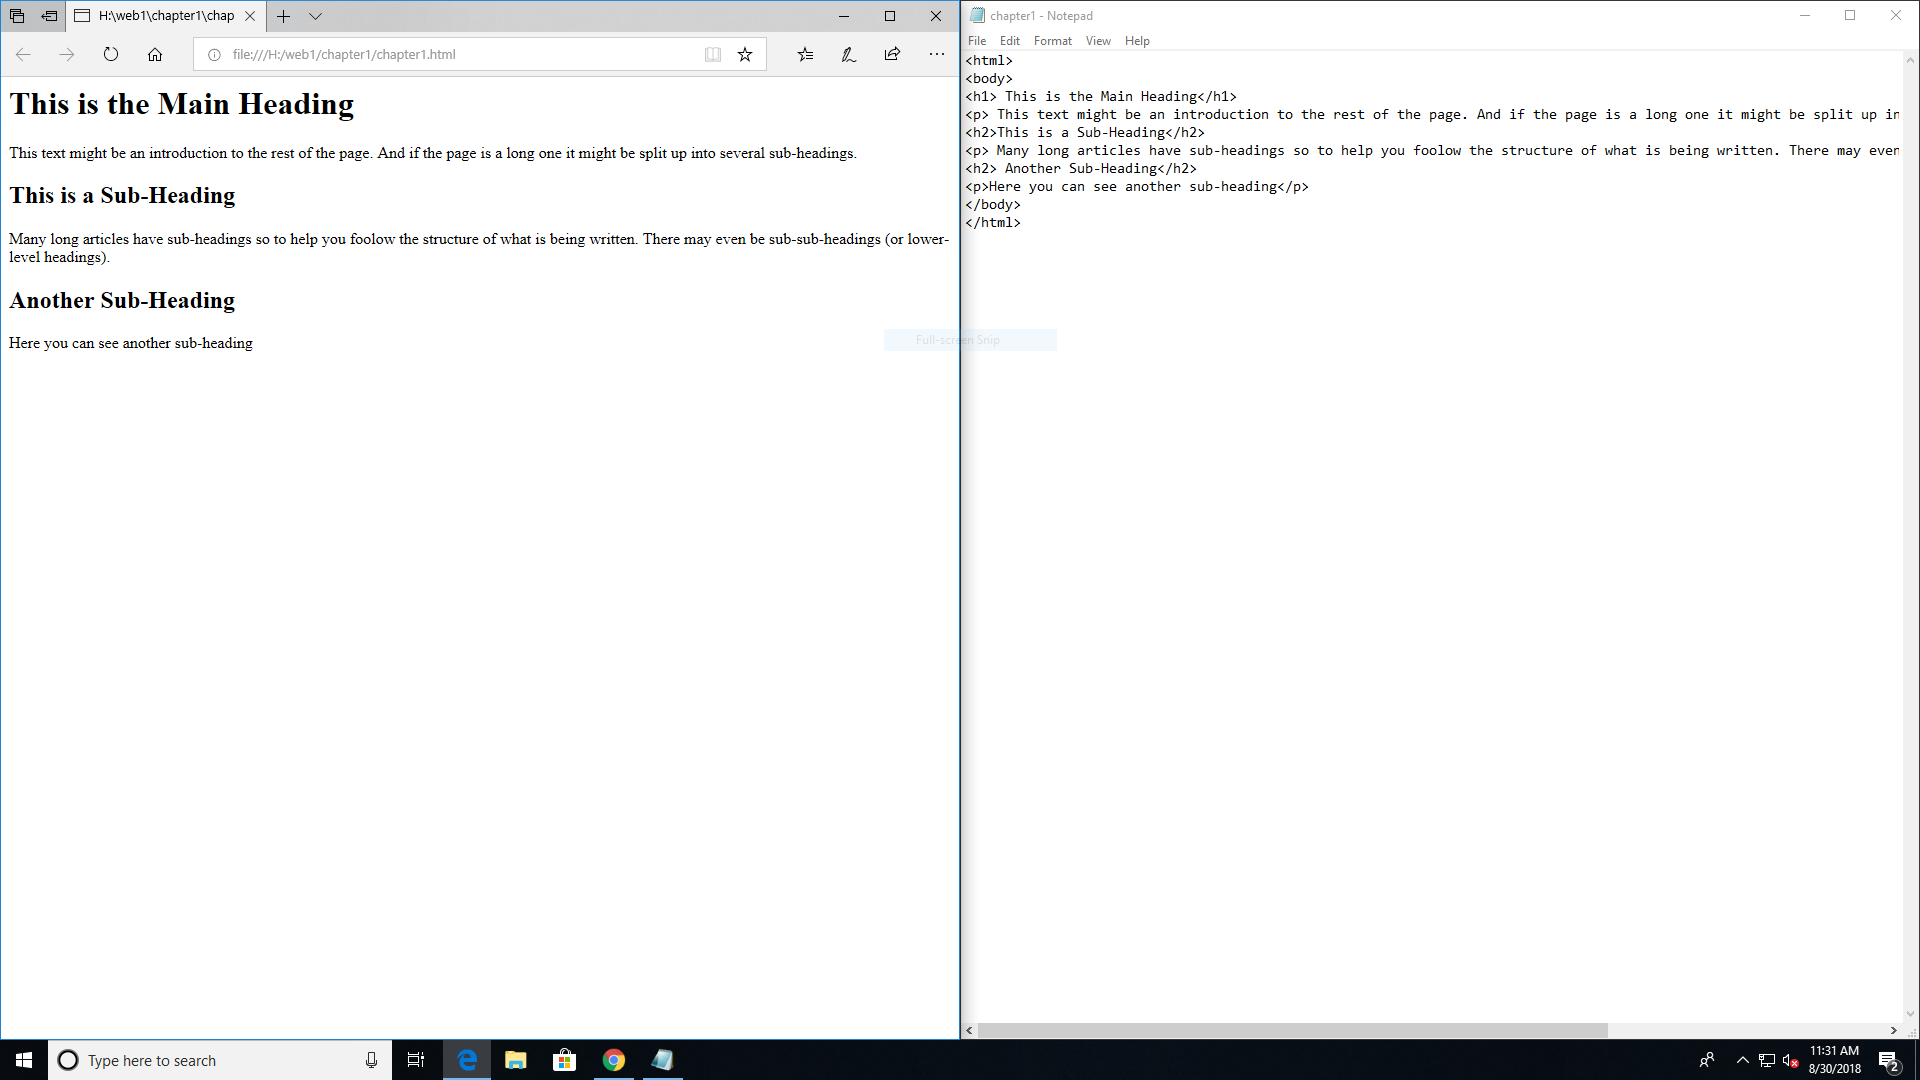 H:\web1\chapter1\chap
file:///H:/web1/chapter1/chapter1.html
This is the Main Heading
This text might be an introduction to the rest of the page. And if the page is a long one it might be split up into several sub-headings.
This is a Sub-Heading
Many long articles have sub-headings so to help you foolow the structure of what is being written. There may even be sub-sub-headings (or lower-
level headings).
Another Sub-Heading
Here you can see another sub-heading
Full-screen Snip
chapter1 - Notepad
File Edit Format View Help
<html>
<body>
<h1> This is the Main Heading</h1>
<p> This text might be an introduction to the rest of the page. And if the page is a long one it might be split up in
<h2>This is a Sub-Heading</h2>
<p> Many long articles have sub-headings so to help you foolow the structure of what is being written. There may even
<h2> Another Sub-Heading</h2>
<p>Here you can see another sub-heading</p>
</body>
</html>
Type here to search
11:31 AM
8/30/2018
2